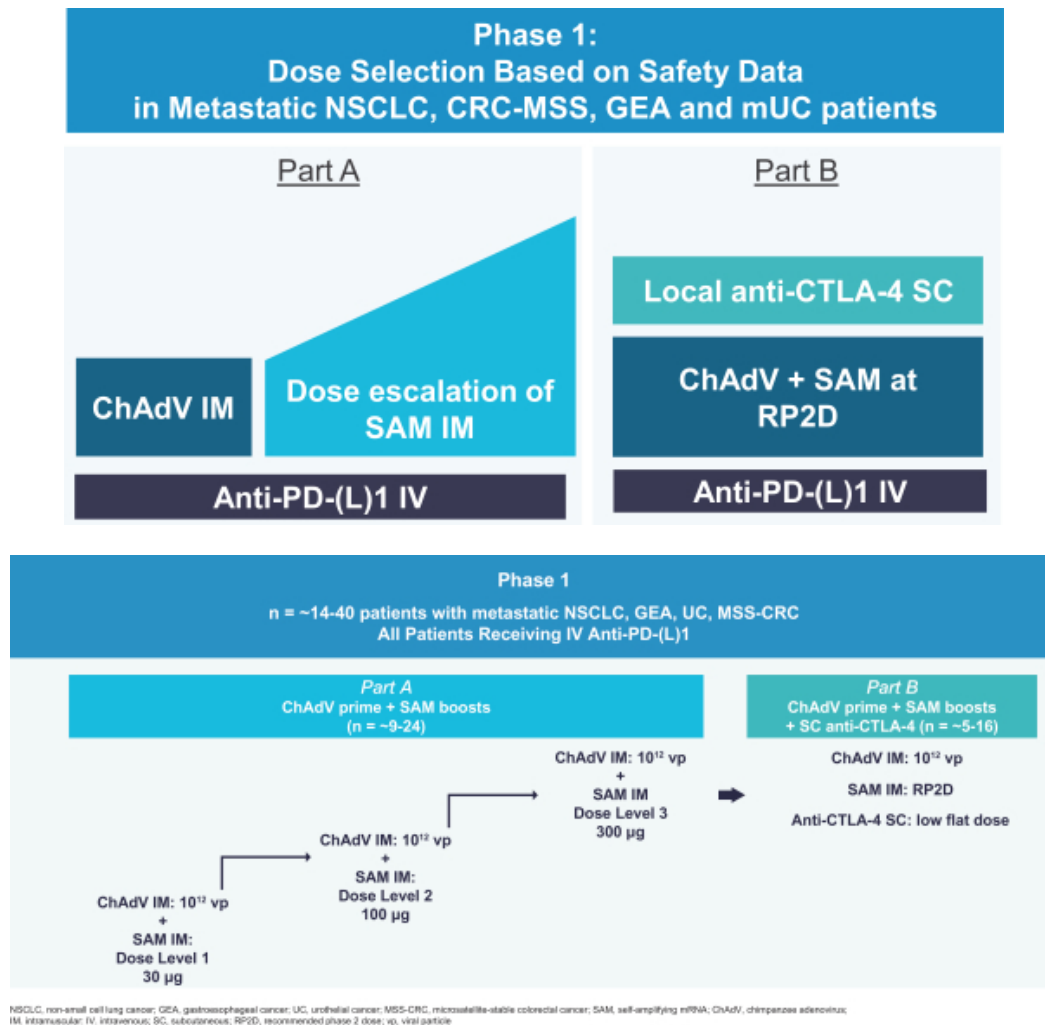 Phase 1:
Dose Selection Based on Safety Data
in Metastatic NSCLC, CRC-MSS, GEA and mUC patients
Part A
ChAdV IM
Dose escalation of
SAM IM
Anti-PD-(L)1 IV
Part B
Local anti-CTLA-4 SC
ChAdV + SAM at
RP2D
Anti-PD-(L)1 IV
Phase 1
n = ~14-40 patients with metastatic NSCLC, GEA, UC, MSS-CRC
All Patients Receiving IV Anti-PD-(L)1
Part A
ChAdV prime + SAM boosts
(n = ~9-24)
ChAdV IM: 10¹² vp
+
SAM IM:
Dose Level 1
30 µg
ChAdV IM: 10¹² vp
+
SAM IM:
Dose Level 2
100 µg
ChAdV IM: 10¹² vp
+
SAM IM
Dose Level 3
300 µg
Part B
ChAdV prime + SAM boosts
+ SC anti-CTLA-4 (n = ~5-16)
ChAdV IM: 10¹² vp
SAM IM: RP2D
Anti-CTLA-4 SC: low flat dose
NSCLC, non-small cell lung cancer; GEA, gastroesophageal cancer; UC, urothelial cancer; MSS-CRC, microsatellite-stable colorectal cancer; SAM, self-amplifying mRNA; ChAdV, chimpanzee adenovirus;
IM, intramuscular; IV, intravenous; SC, subcutaneous; RP2D, recommended phase 2 dose; vp, viral particle